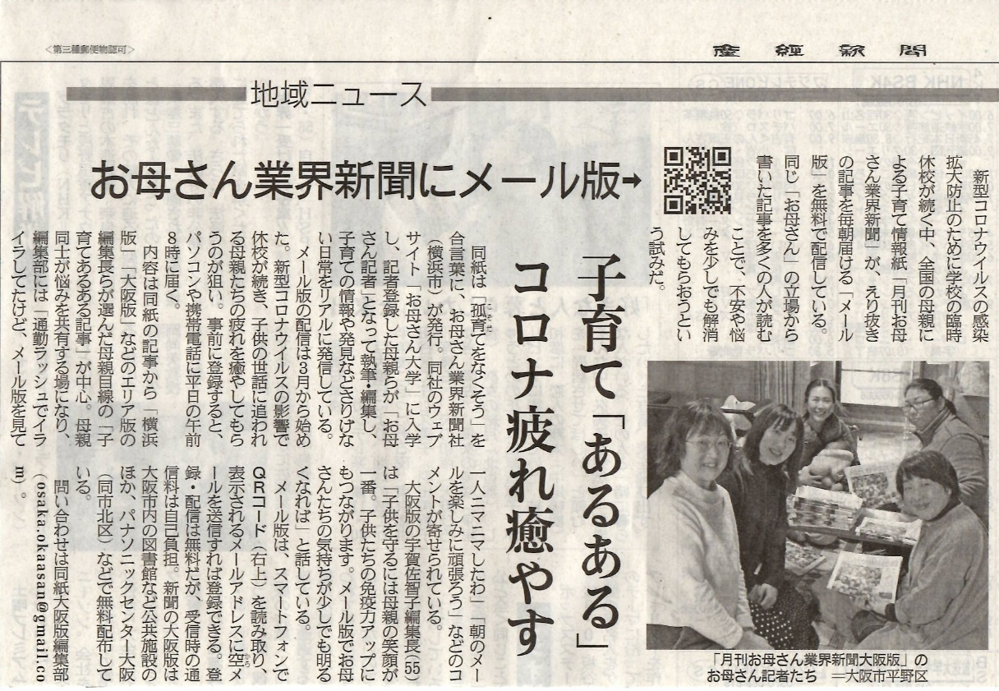 <第三種郵便物認可>
産經新聞
地域ニュース
お母さん業界新聞にメール版→
子育て「あるある」
コロナ疲れ癒やす
新型コロナウイルスの感染
拡大防止のために学校の臨時
休校が続く中、全国の母親に
よる子育て情報紙「月刊お母
さん業界新聞」が、えり抜き
の記事を毎朝届ける「メール
版」を無料で配信している。
同じ「お母さん」の立場から
書いた記事を多くの人が読む
ことで、不安や悩
みを少しでも解消
してもらおうとい
う試みだ。
同紙は「孤育てをなくそう」を
合言葉に、お母さん業界新聞社
（横浜市）が発行。同社のウェブ
サイト「お母さん大学」に入学
し、記者登録した母親らが「お母
さん記者」となって執筆・編集し、
子育ての情報や発見などさりげな
い日常をリアルに発信している。
メール版の配信は3月から始め
た。新型コロナウイルスの影響で
休校が続き、子供の世話に追われ
る母親たちの疲れを癒やしてもら
うのが狙い。事前に登録すると、
パソコンや携帯電話に平日の午前
8時に届く。
内容は同紙の記事から「横浜
版」「大阪版」などのエリア版の
編集長らが選んだ母親目線の「子
育てあるある記事」が中心。母親
同士が悩みを共有する場になり、
編集部には「通勤ラッシュでイラ
イラしてたけど、メール版を見て
一人ニマニマしたわ」「朝のメー
ルを楽しみに頑張ろう」などのコ
メントが寄せられている。
大阪版の宇賀佐智子編集長(55)
は「子供を守るには母親の笑顔が
一番。子供たちの免疫力アップに
もつながります。メール版でお母
さんたちの気持ちが少しでも明る
くなれば」と話している。
メール版は、スマートフォンで
QRコード（右上）を読み取り、
表示されるメールアドレスに空メ
ールを送信すれば登録できる。登
録・配信は無料だが、受信時の通
信料は自己負担。新聞の大阪版は
大阪市内の図書館など公共施設の
ほか、パナソニックセンター大阪
（同市北区）などで無料配布して
いる。
問い合わせは同紙大阪版編集部
（osaka.okaasan@gmail.co
m）。
「月刊お母さん業界新聞大阪版」の
お母さん記者たち　＝大阪市平野区